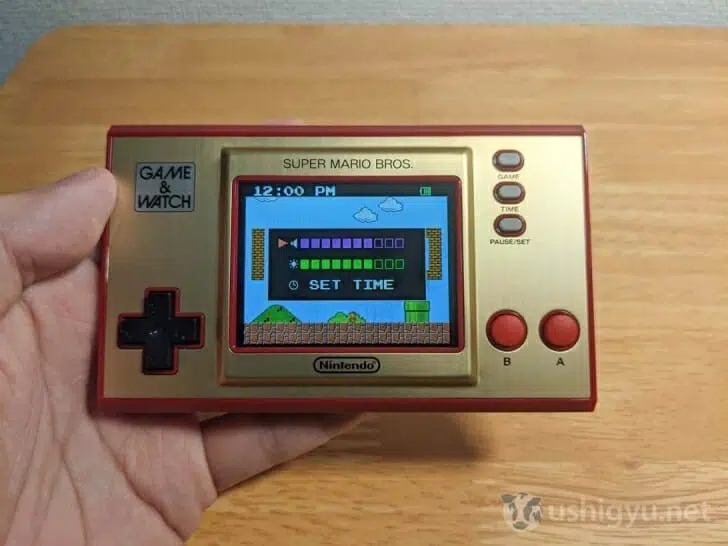 SUPER MARIO BROS.
GAME
&
WATCH
12:00 PM
SET TIME
GAME
TIME
PAUSE/SET
B
A
Nintendo
ushigyu.net